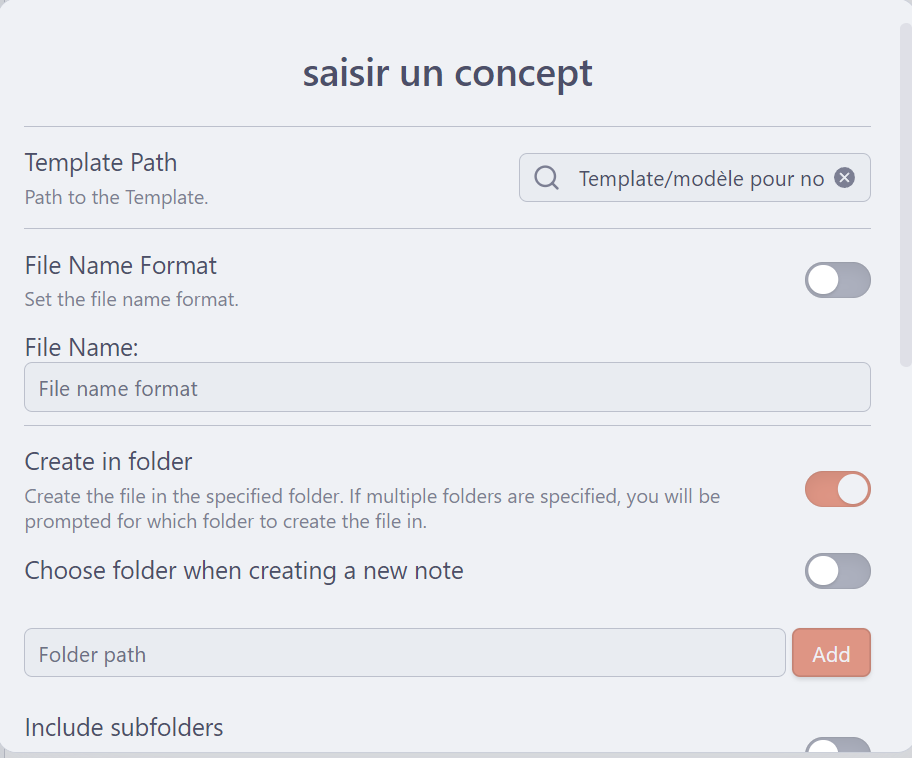 saisir un concept
Template Path
Path to the Template.
Template/modèle pour no
File Name Format
Set the file name format.
File Name:
File name format
Create in folder
Create the file in the specified folder. If multiple folders are specified, you will be
prompted for which folder to create the file in.
Choose folder when creating a new note
Folder path
Add
Include subfolders